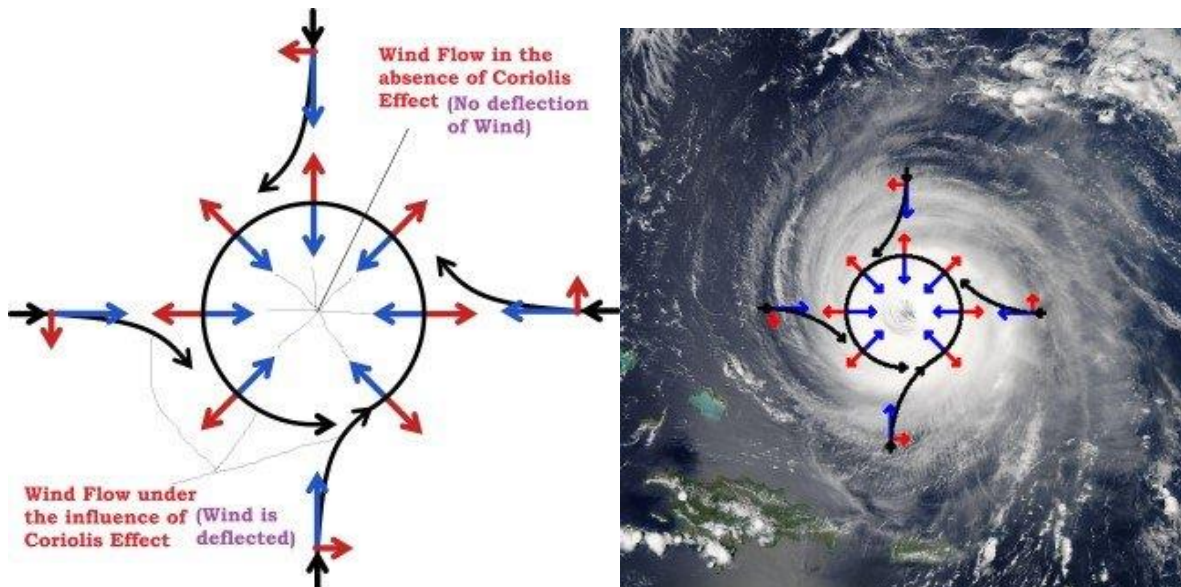 Wind Flow in the
absence of Coriolis
Effect (No deflection
of Wind)
Wind Flow under
the influence of (Wind is
Coriolis Effect deflected)